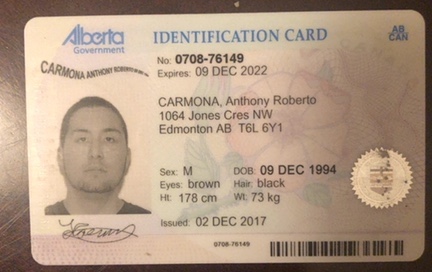 Alberta
Government
IDENTIFICATION CARD
AB
CAN
No: 0708-76149
Expires: 09 DEC 2022
CARMONA ANTHONY ROBERTO
CARMONA, Anthony Roberto
1064 Jones Cres NW
Edmonton AB T6L 6Y1
Sex: M
DOB: 09 DEC 1994
Eyes: brown
Hair: black
Ht: 178 cm
Wt: 73 kg
Issued: 02 DEC 2017
0708-76149